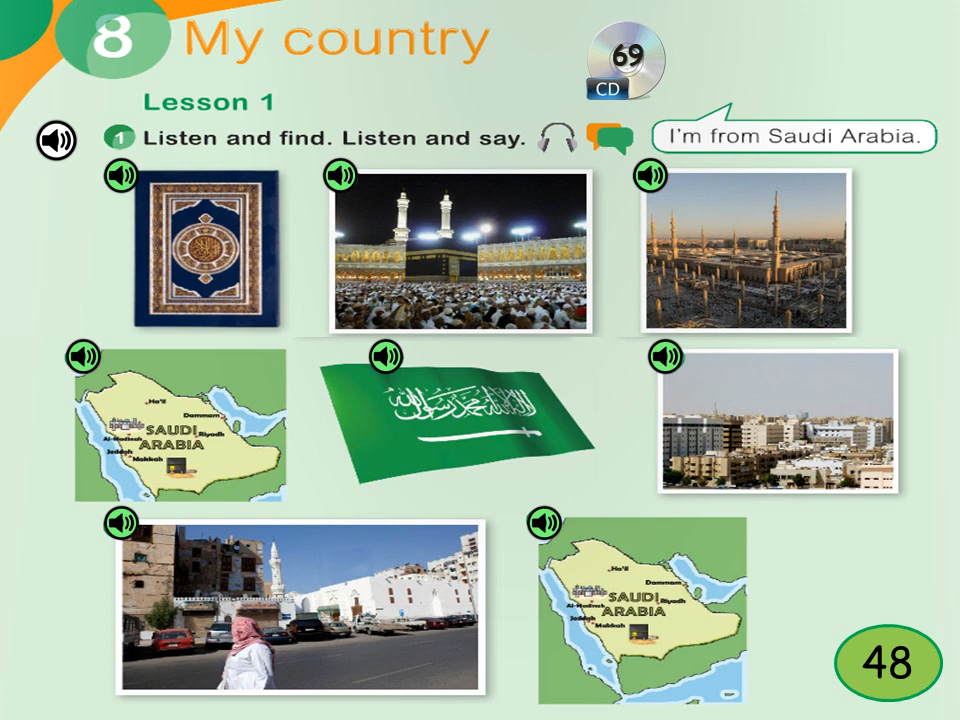 8 My country
69
CD
Lesson 1
1 Listen and find. Listen and say.
I'm from Saudi Arabia.
Ha'il
Dammam
SAUDI
Riyadh
Al-Madinah
ARABIA
Jeddah
Makkah
لا إله إلا الله محمد رسول الله
Ha'il
Dammam
SAUDI
Riyadh
Al-Madinah
ARABIA
Jeddah
Makkah
48